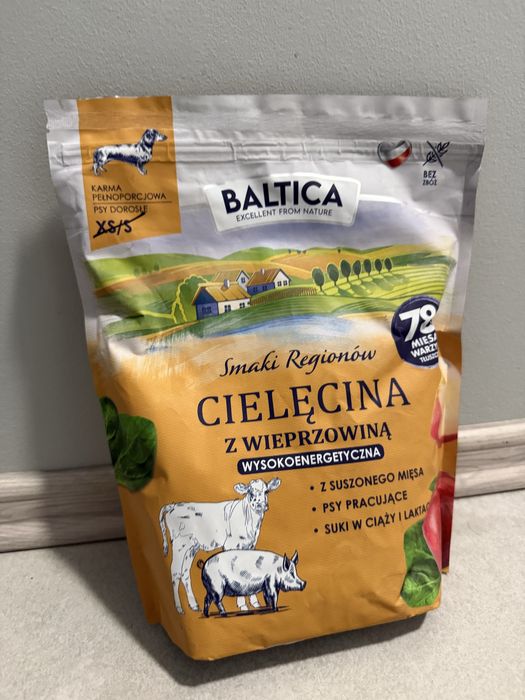 KARMA
PEŁNOPORCJOWA
PSY DOROSŁE
XS/S
BALTICA
EXCELLENT FROM NATURE
BEZ
ZBÓŻ
78
Smaki Regionów
CIELĘCINA
Z WIEPRZOWINĄ
WYSOKOENERGETYCZNA
• Z SUSZONEGO MIĘSA
• PSY PRACUJĄCE
• SUKI W CIĄŻY I LAKTAC